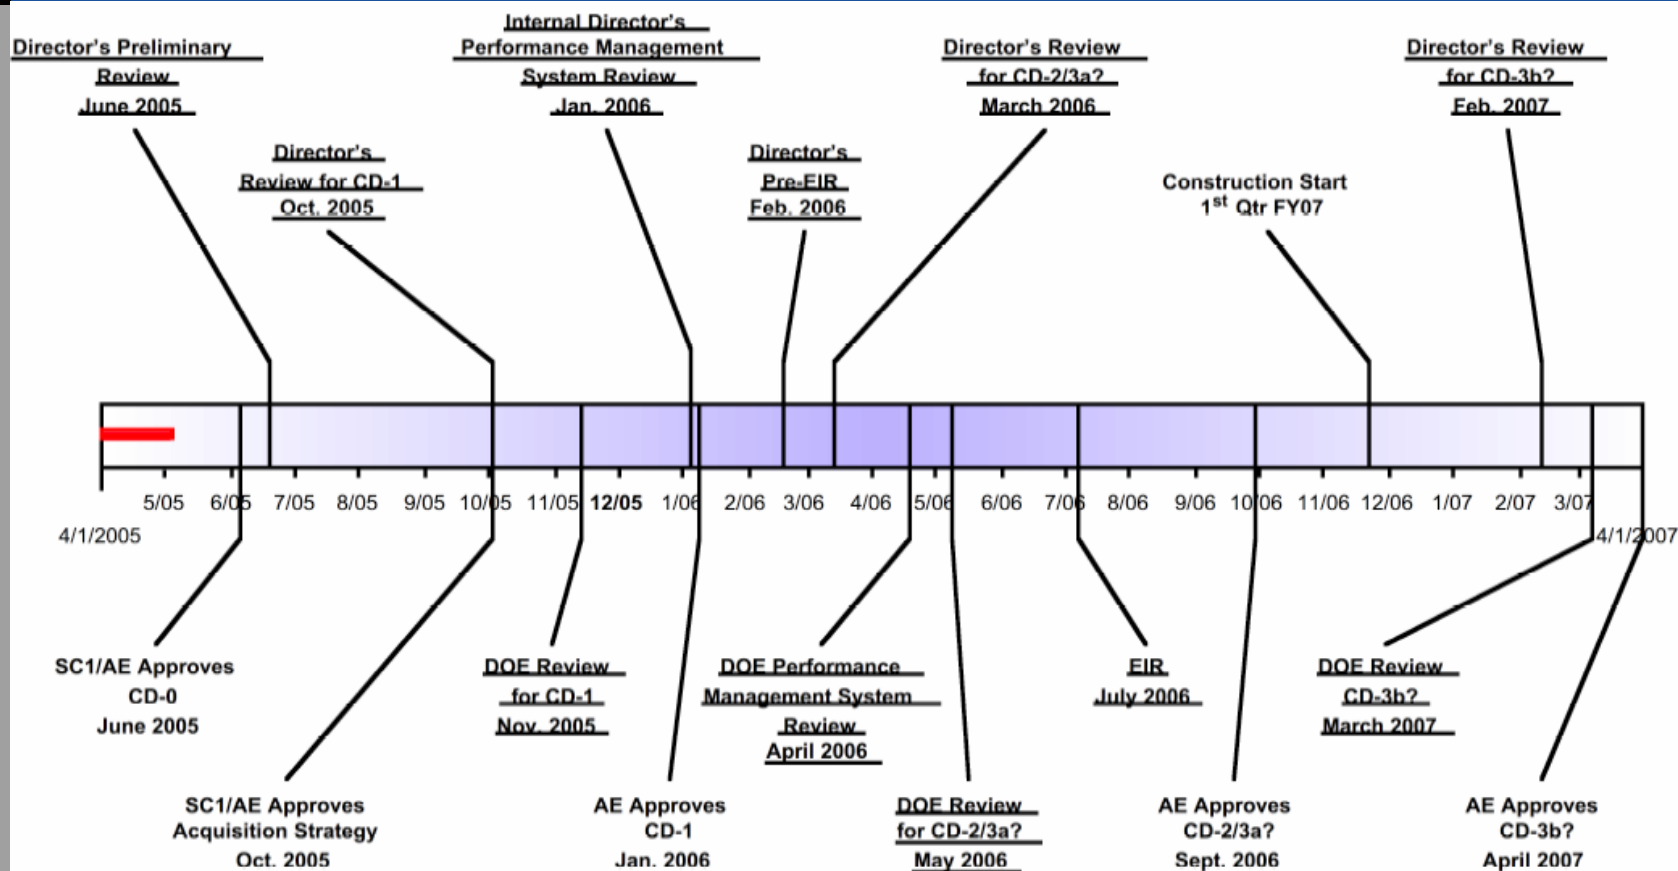 Director's Preliminary
Review
June 2005
Internal Director's
Performance Management
System Review
Jan. 2006
Director's Review
for CD-2/3a?
March 2006
Director's Review
for CD-3b?
Feb. 2007
Director's
Review for CD-1
Oct. 2005
Director's
Pre-EIR
Feb. 2006
Construction Start
1st Qtr FY07
5/05 6/05 7/05 8/05 9/05 10/05 11/05 12/05 1/06 2/06 3/06 4/06 5/06 6/06 7/06 8/06 9/06 10/06 11/06 12/06 1/07 2/07 3/07
4/1/2005
4/1/2007
SC1/AE Approves
CD-0
June 2005
DOE Review
for CD-1
Nov. 2005
DOE Performance
Management System
Review
April 2006
EIR
July 2006
DOE Review
CD-3b?
March 2007
SC1/AE Approves
Acquisition Strategy
Oct. 2005
AE Approves
CD-1
Jan. 2006
DOE Review
for CD-2/3a?
May 2006
AE Approves
CD-2/3a?
Sept. 2006
AE Approves
CD-3b?
April 2007